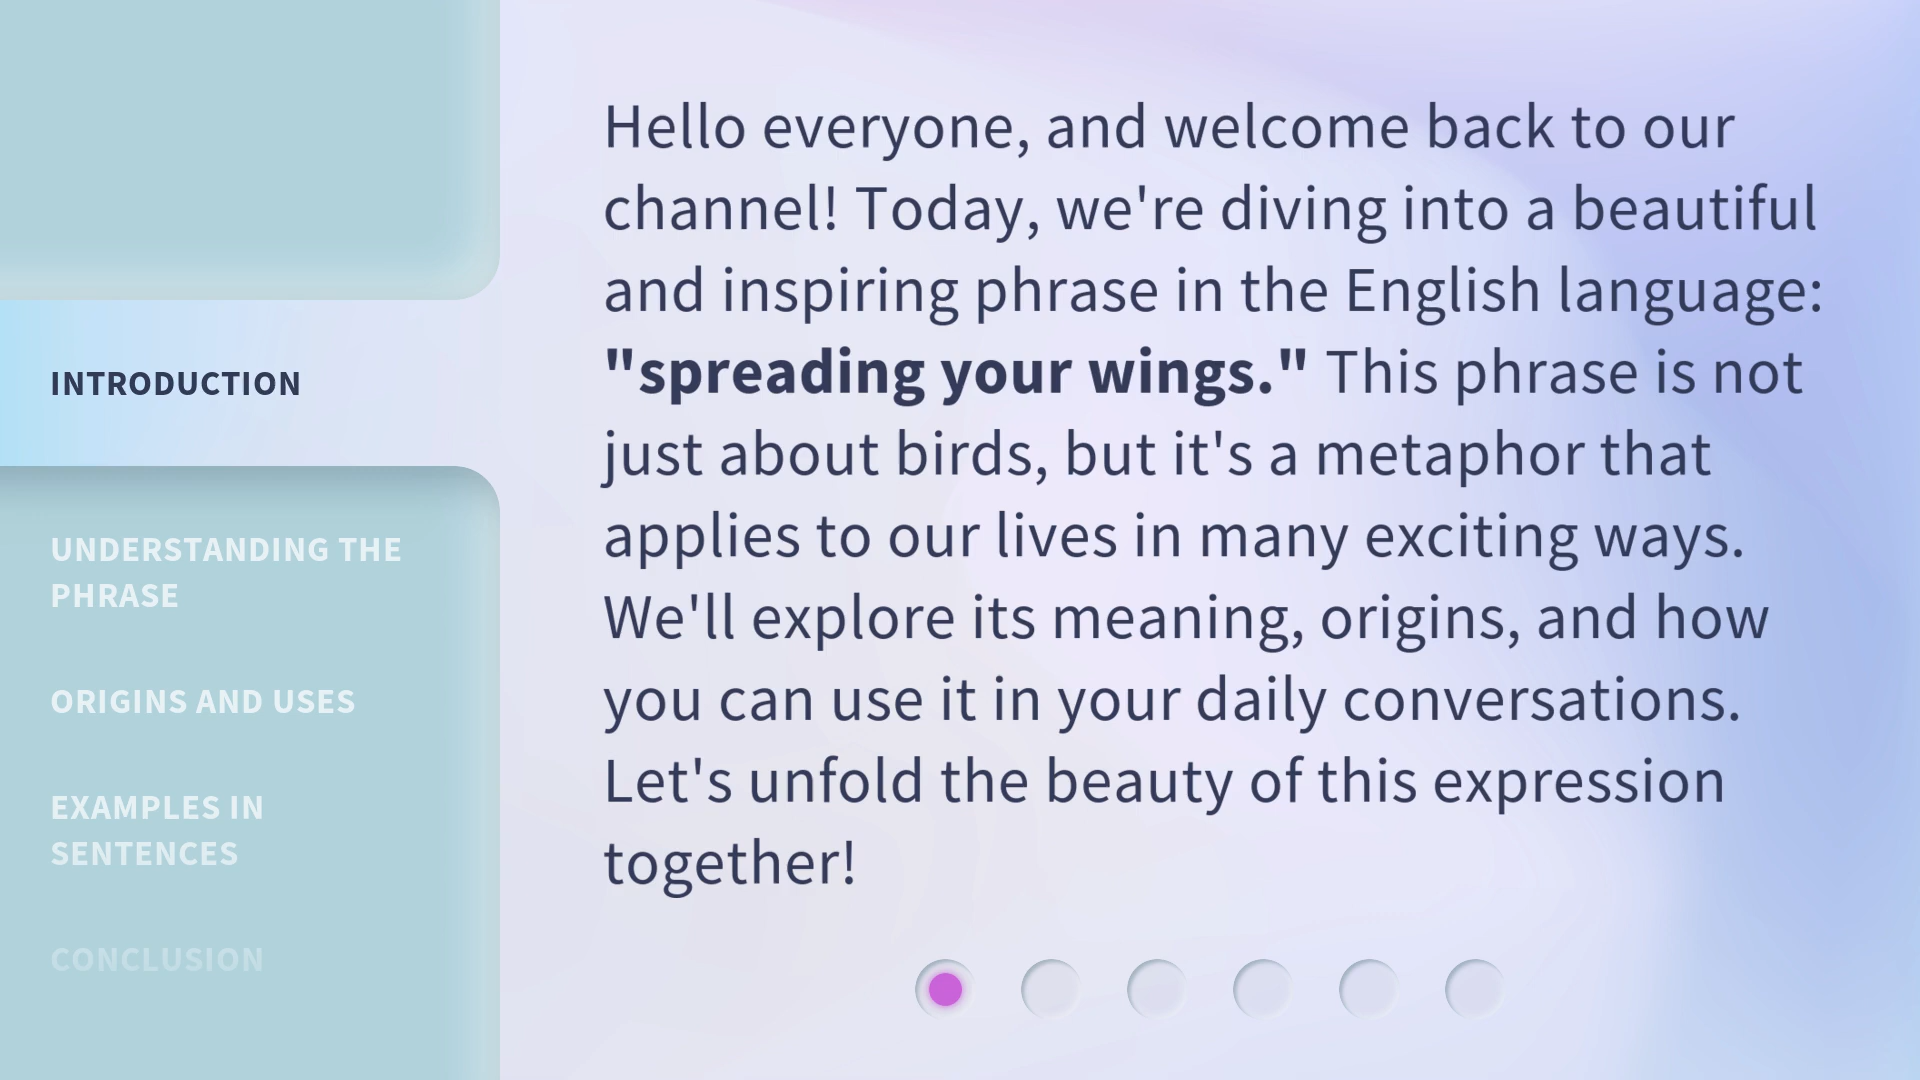 INTRODUCTION
UNDERSTANDING THE
PHRASE
ORIGINS AND USES
EXAMPLES IN
SENTENCES
CONCLUSION
Hello everyone, and welcome back to our
channel! Today, we're diving into a beautiful
and inspiring phrase in the English language:
"spreading your wings." This phrase is not
just about birds, but it's a metaphor that
applies to our lives in many exciting ways.
We'll explore its meaning, origins, and how
you can use it in your daily conversations.
Let's unfold the beauty of this expression
together!